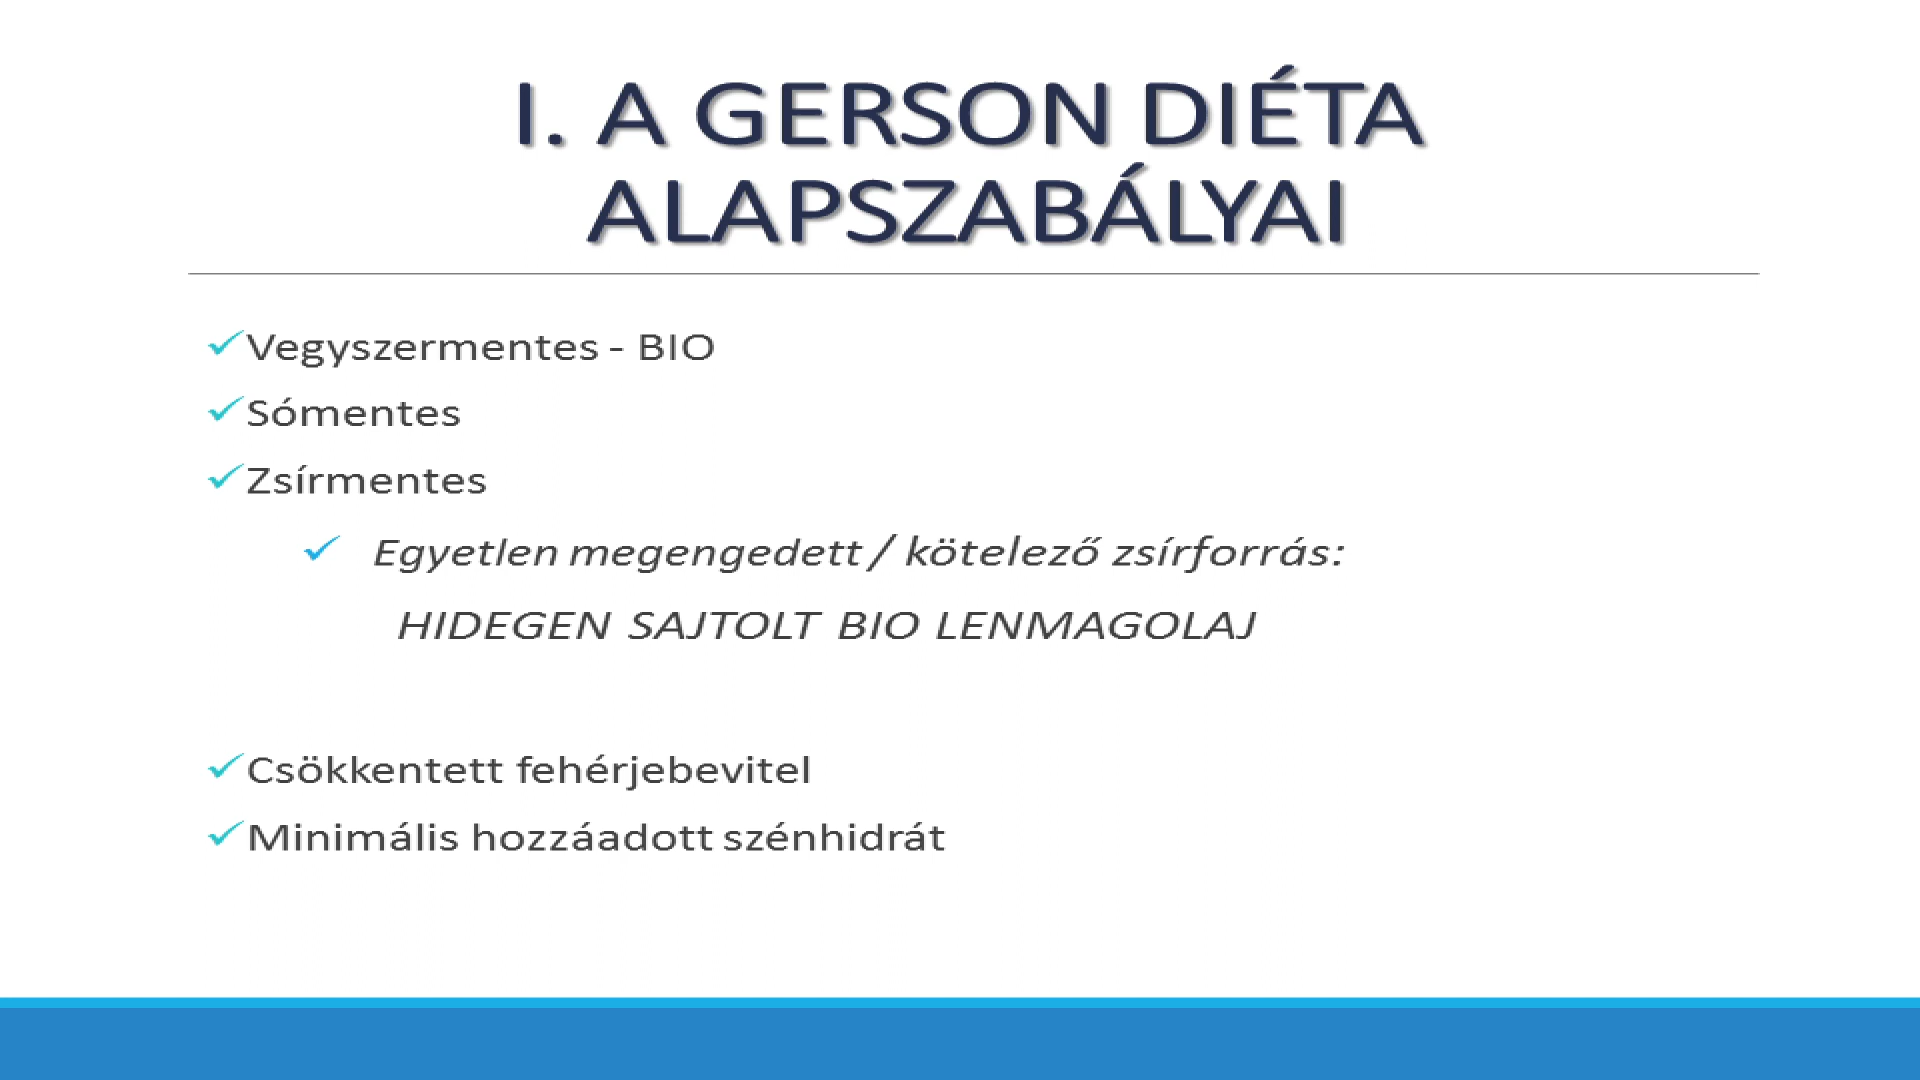 I. A GERSON DIÉTA
ALAPSZABÁLYAI
Vegyszermentes - BIO
Sómentes
Zsírmentes
Egyetlen megengedett / kötelező zsírforrás:
HIDEGEN SAJTOLT BIO LENMAGOLAJ
Csökkentett fehérjebevitel
Minimális hozzáadott szénhidrát